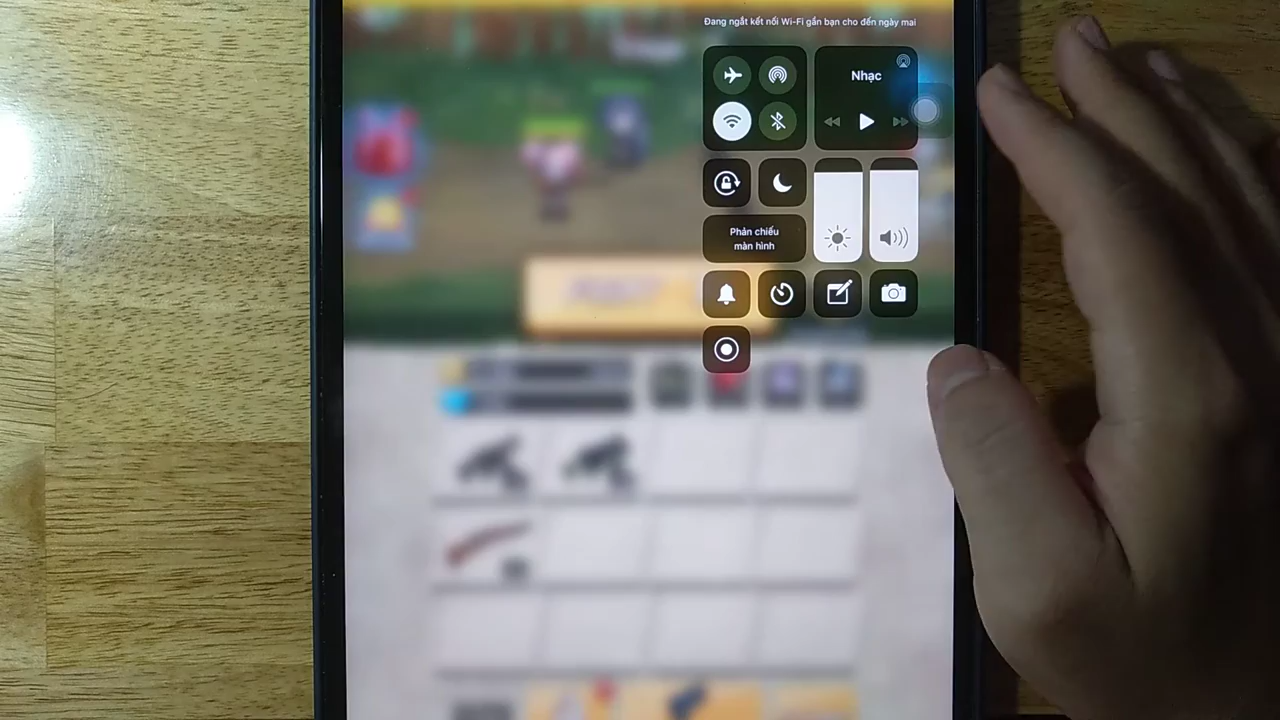 Đang ngắt kết nối Wi-Fi gần bạn cho đến ngày mai
Nhạc
Phản chiếu
màn hình